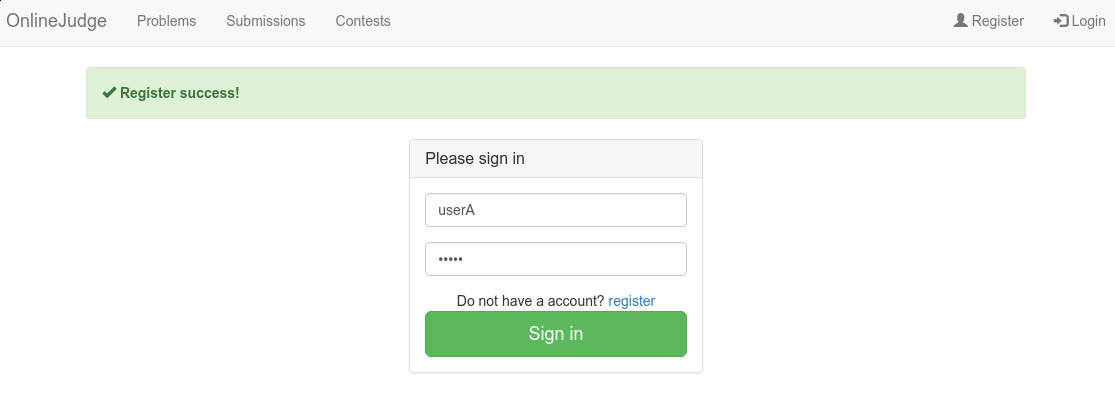 OnlineJudge Problems Submissions Contests Register Login
Register success!
Please sign in
userA
•••••
Do not have a account? register
Sign in